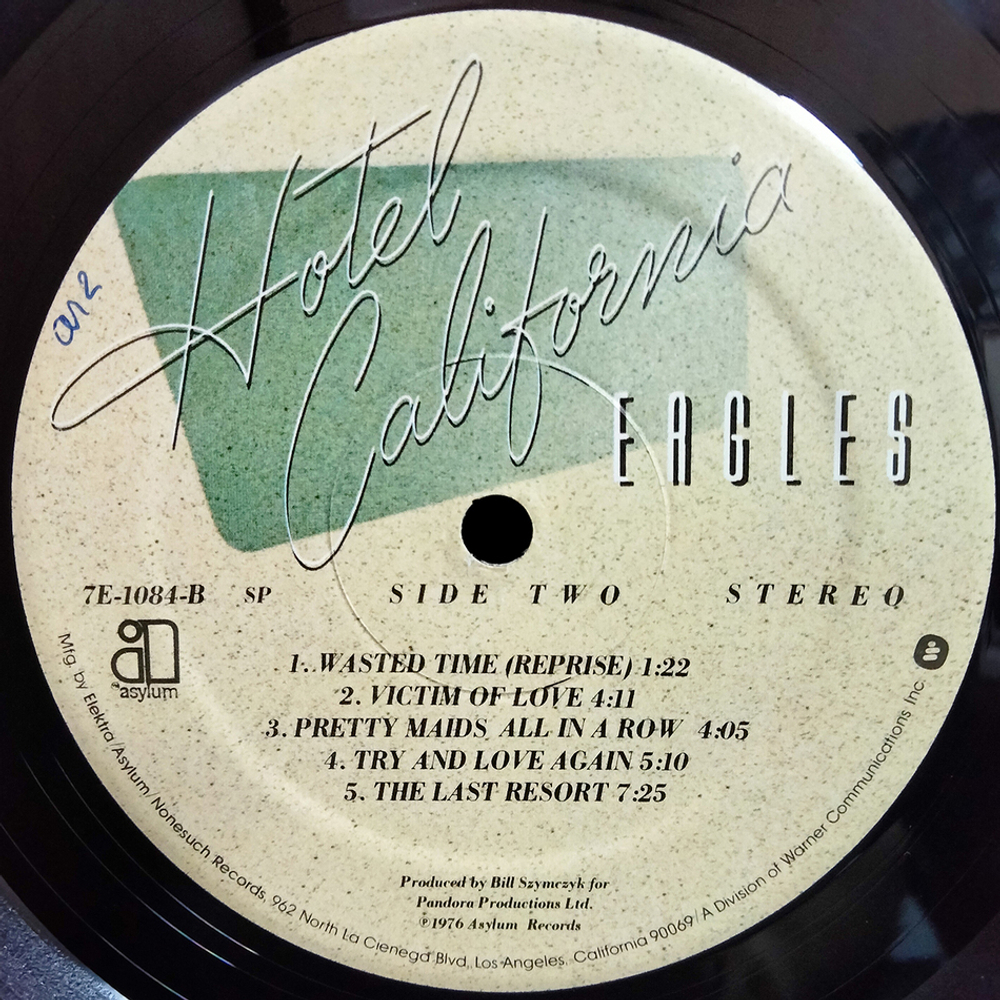 Hotel
California
EAGLES
7E-1084-B SP SIDE TWO STEREO
asylum
1. WASTED TIME (REPRISE) 1:22
2. VICTIM OF LOVE 4:11
3. PRETTY MAIDS ALL IN A ROW 4:05
4. TRY AND LOVE AGAIN 5:10
5. THE LAST RESORT 7:25
Produced by Bill Szymczyk for
Pandora Productions Ltd.
℗1976 Asylum Records
Mfg. by Elektra/Asylum/Nonesuch Records, 962 North La Cienega Blvd., Los Angeles, California 90069/A Division of Warner Communications Inc